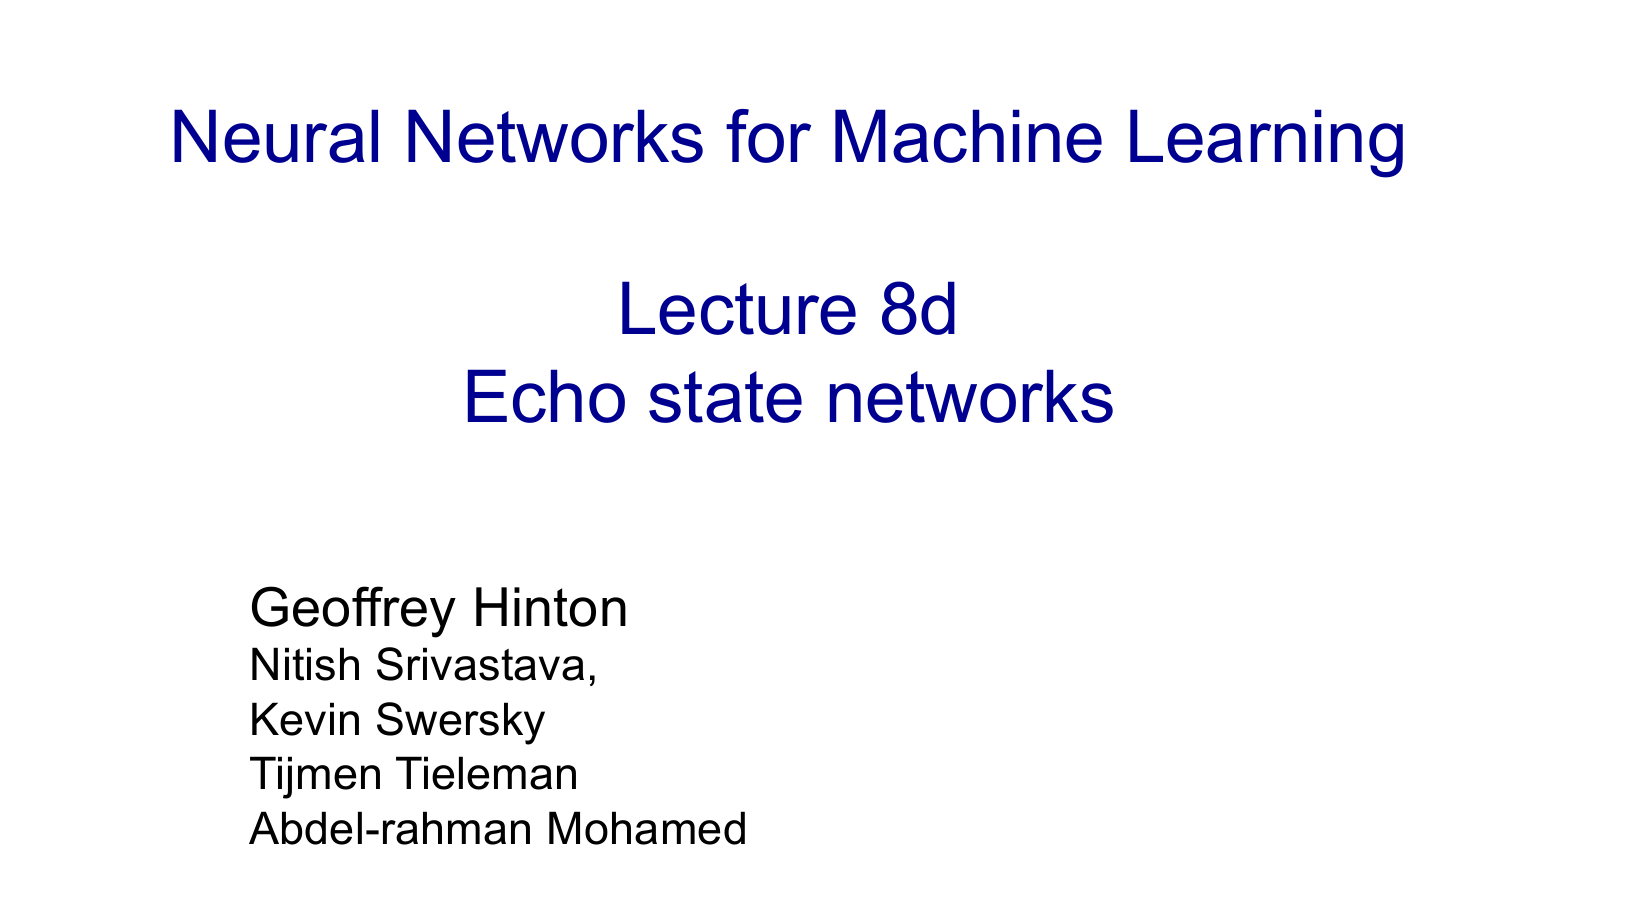 Neural Networks for Machine Learning
Lecture 8d
Echo state networks
Geoffrey Hinton
Nitish Srivastava,
Kevin Swersky
Tijmen Tieleman
Abdel-rahman Mohamed